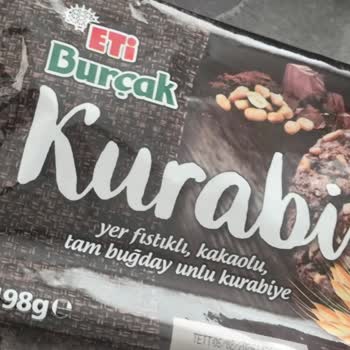 ETi
Burçak
Kurabi
yer fıstıklı, kakaolu,
tam buğday unlu kurabiye
198g e